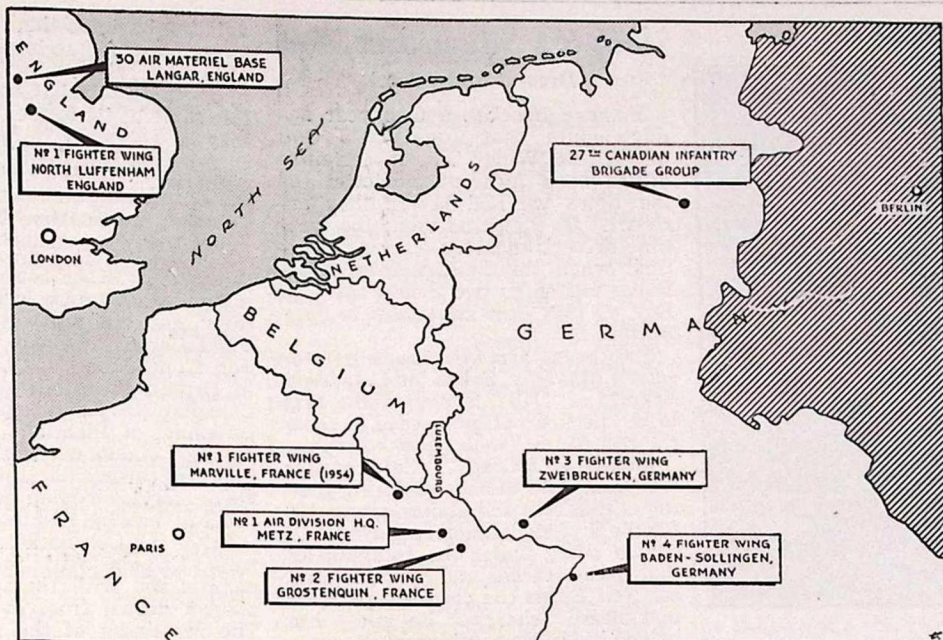 ENGLAND
30 AIR MATERIEL BASE
LANGAR, ENGLAND
Nº 1 FIGHTER WING
NORTH LUFFENHAM
ENGLAND
LONDON
NORTH SEA
NETHERLANDS
27TH CANADIAN INFANTRY
BRIGADE GROUP
BERLIN
BELGIUM
GERMAN
LUXEMBOURG
Nº 1 FIGHTER WING
MARVILLE, FRANCE (1954)
Nº 3 FIGHTER WING
ZWEIBRUCKEN, GERMANY
Nº 1 AIR DIVISION H.Q.
METZ, FRANCE
PARIS
Nº 2 FIGHTER WING
GROSTENQUIN, FRANCE
Nº 4 FIGHTER WING
BADEN-SOLLINGEN,
GERMANY
FRANCE